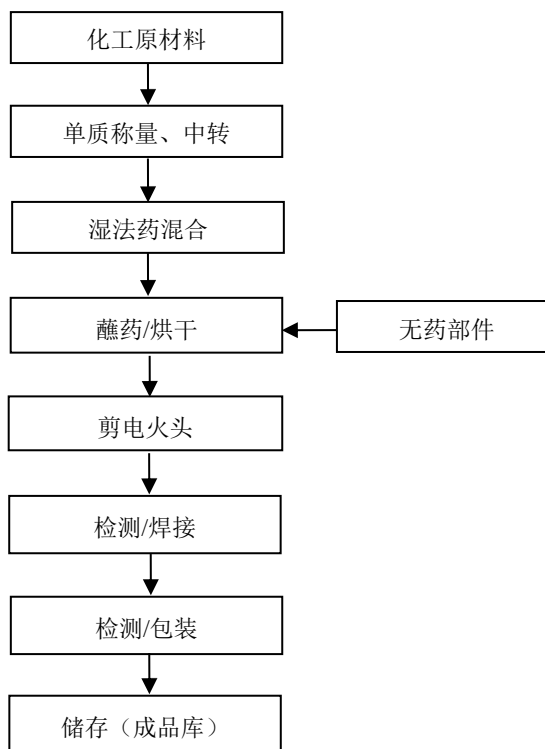 化工原材料
单质称量、中转
湿法药混合
蘸药/烘干
无药部件
剪电火头
检测/焊接
检测/包装
储存（成品库）